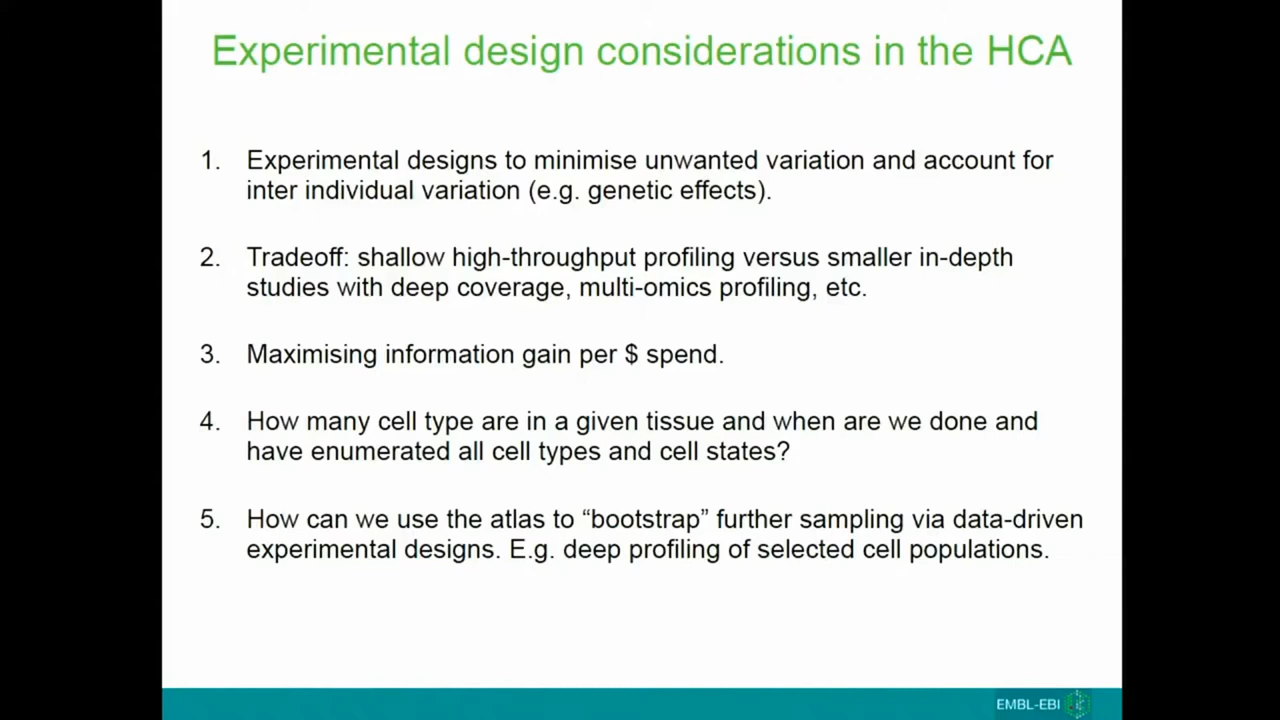 Experimental design considerations in the HCA
1. Experimental designs to minimise unwanted variation and account for
inter individual variation (e.g. genetic effects).
2. Tradeoff: shallow high-throughput profiling versus smaller in-depth
studies with deep coverage, multi-omics profiling, etc.
3. Maximising information gain per $ spend.
4. How many cell type are in a given tissue and when are we done and
have enumerated all cell types and cell states?
5. How can we use the atlas to “bootstrap” further sampling via data-driven
experimental designs. E.g. deep profiling of selected cell populations.
EMBL-EBI